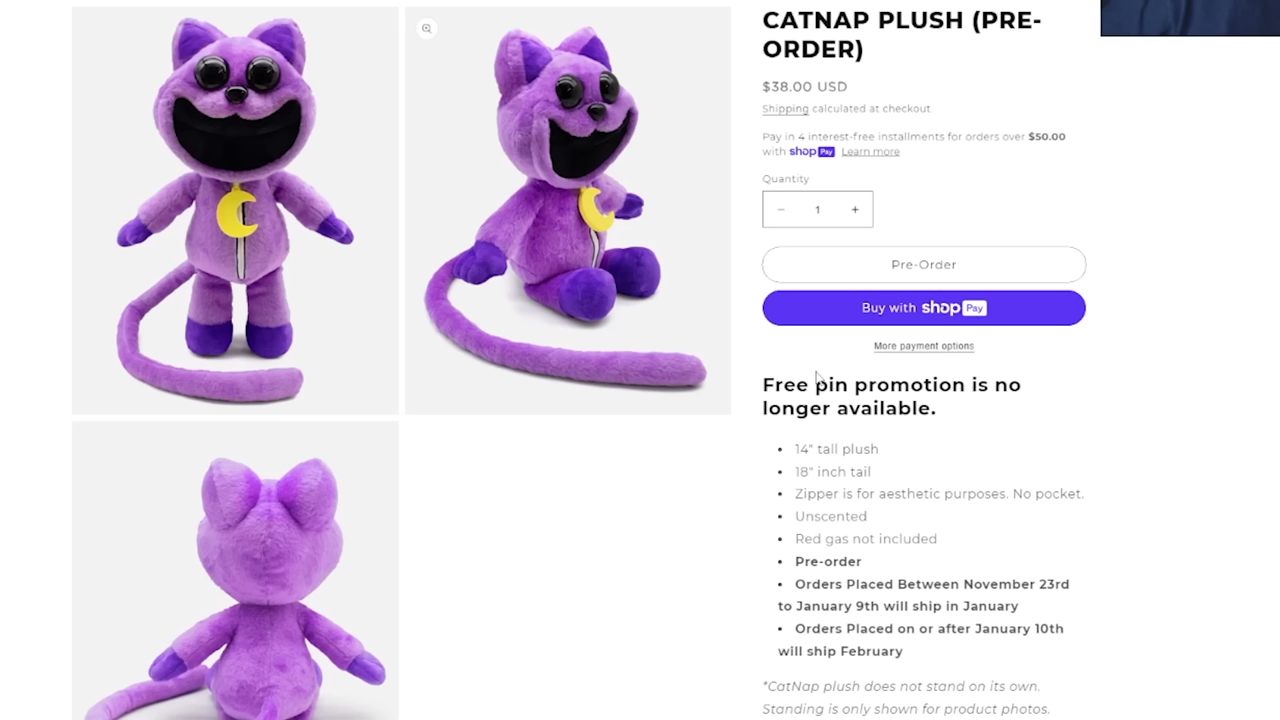 CATNAP PLUSH (PRE-
ORDER)
$38.00 USD
Shipping calculated at checkout.
Pay in 4 interest-free installments for orders over $50.00
with shop Pay Learn more
Quantity
− 1 +
Pre-Order
Buy with shop Pay
More payment options
Free pin promotion is no
longer available.
• 14" tall plush
• 18" inch tail
• Zipper is for aesthetic purposes. No pocket.
• Unscented
• Red gas not included
• Pre-order
• Orders Placed Between November 23rd
to January 9th will ship in January
• Orders Placed on or after January 10th
will ship February
*CatNap plush does not stand on its own.
Standing is only shown for product photos.